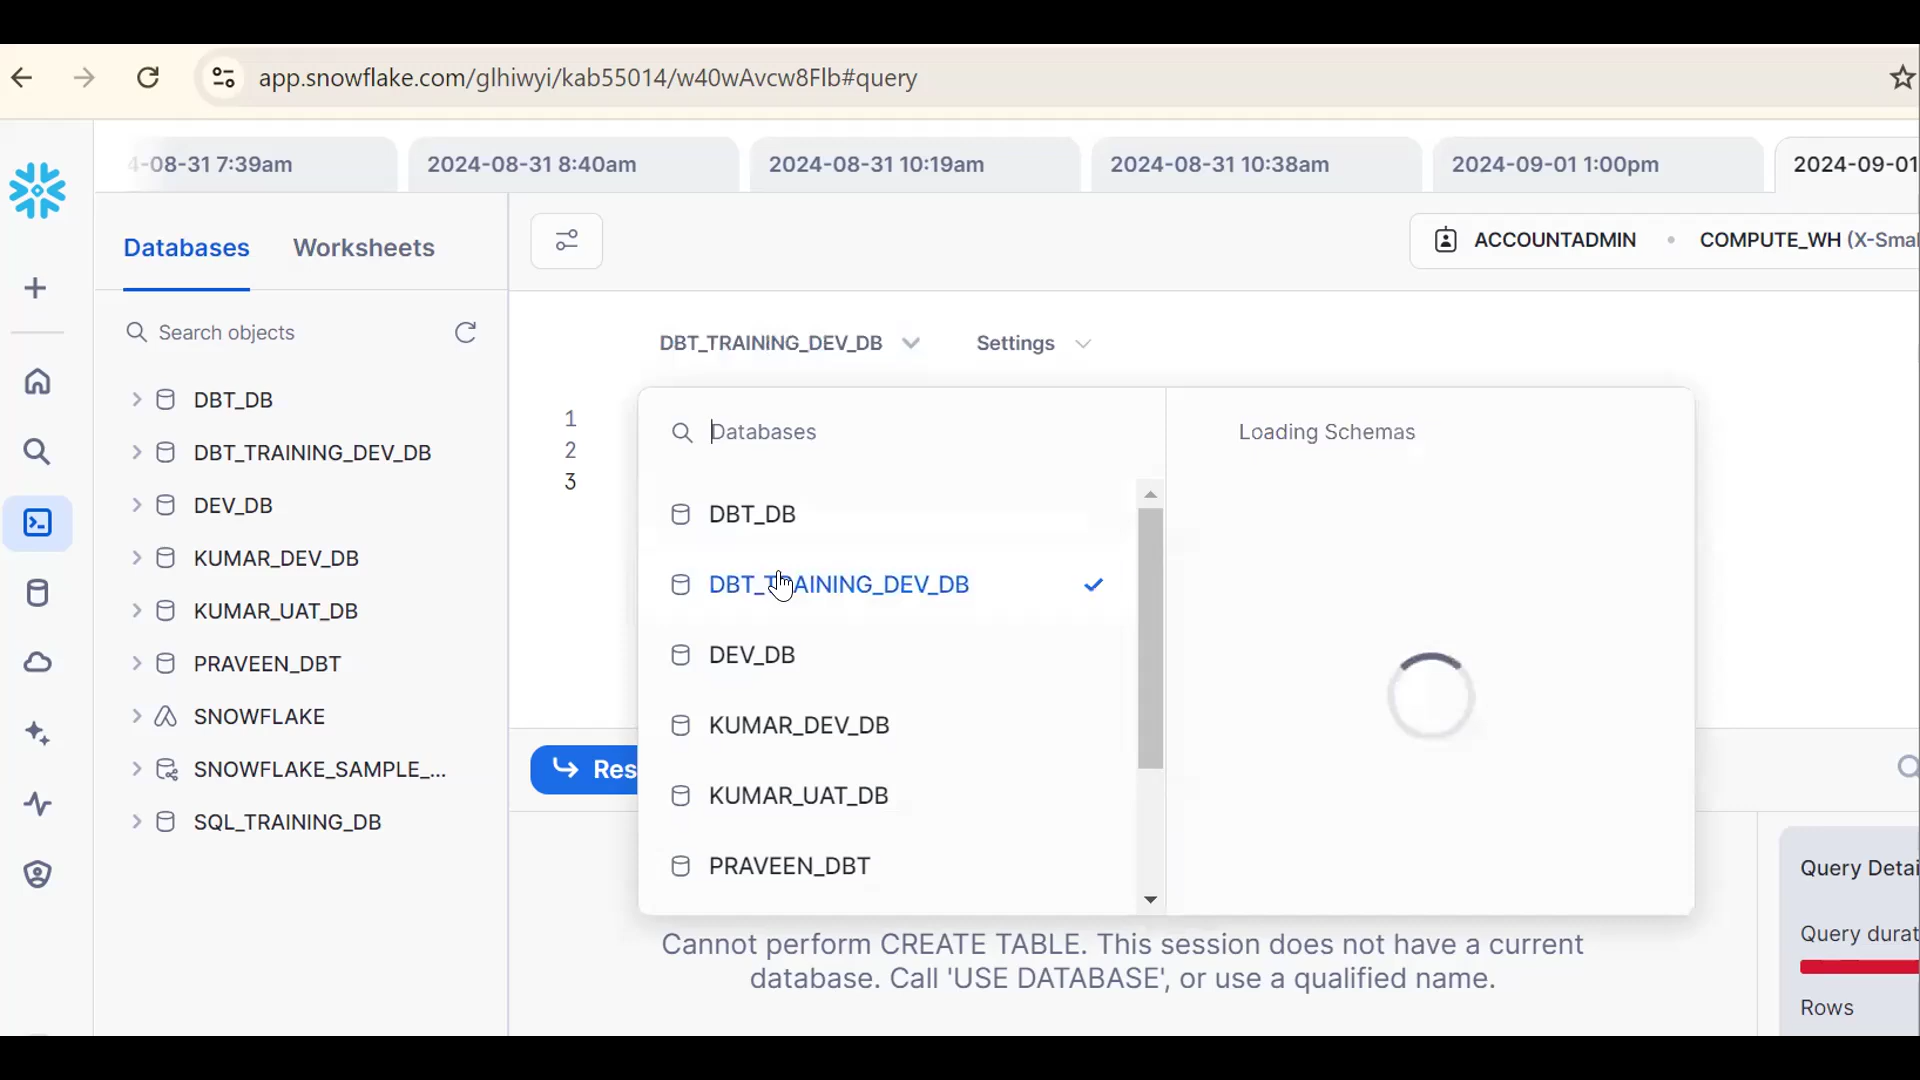 app.snowflake.com/glhiwyi/kab55014/w40wAvcw8Flb#query
4-08-31 7:39am
2024-08-31 8:40am
2024-08-31 10:19am
2024-08-31 10:38am
2024-09-01 1:00pm
2024-09-01
Databases
Worksheets
ACCOUNTADMIN
COMPUTE_WH (X-Smal
Search objects
DBT_DB
DBT_TRAINING_DEV_DB
DEV_DB
KUMAR_DEV_DB
KUMAR_UAT_DB
PRAVEEN_DBT
SNOWFLAKE
SNOWFLAKE_SAMPLE_...
SQL_TRAINING_DB
DBT_TRAINING_DEV_DB
Settings
1
2
3
Databases
DBT_DB
DBT_TRAINING_DEV_DB
DEV_DB
KUMAR_DEV_DB
KUMAR_UAT_DB
PRAVEEN_DBT
Loading Schemas
Res
Cannot perform CREATE TABLE. This session does not have a current
database. Call 'USE DATABASE', or use a qualified name.
Query Detai
Query durat
Rows